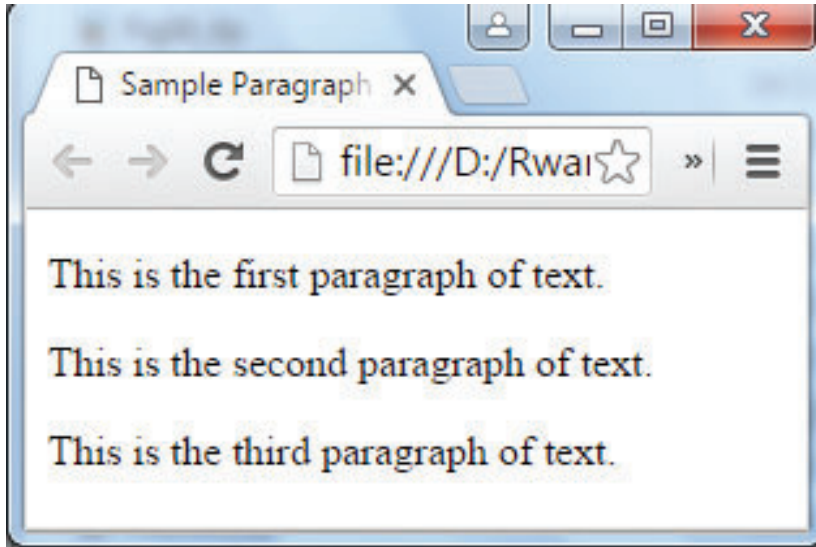 Sample Paragraph
file:///D:/Rwar
This is the first paragraph of text.
This is the second paragraph of text.
This is the third paragraph of text.